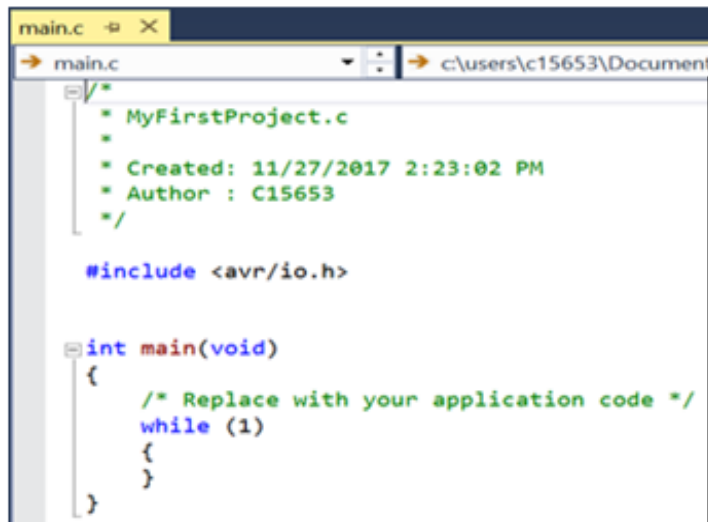 main.c
main.c c:\users\c15653\Document
/*
* MyFirstProject.c
*
* Created: 11/27/2017 2:23:02 PM
* Author : C15653
*/
#include <avr/io.h>
int main(void)
{
/* Replace with your application code */
while (1)
{
}
}